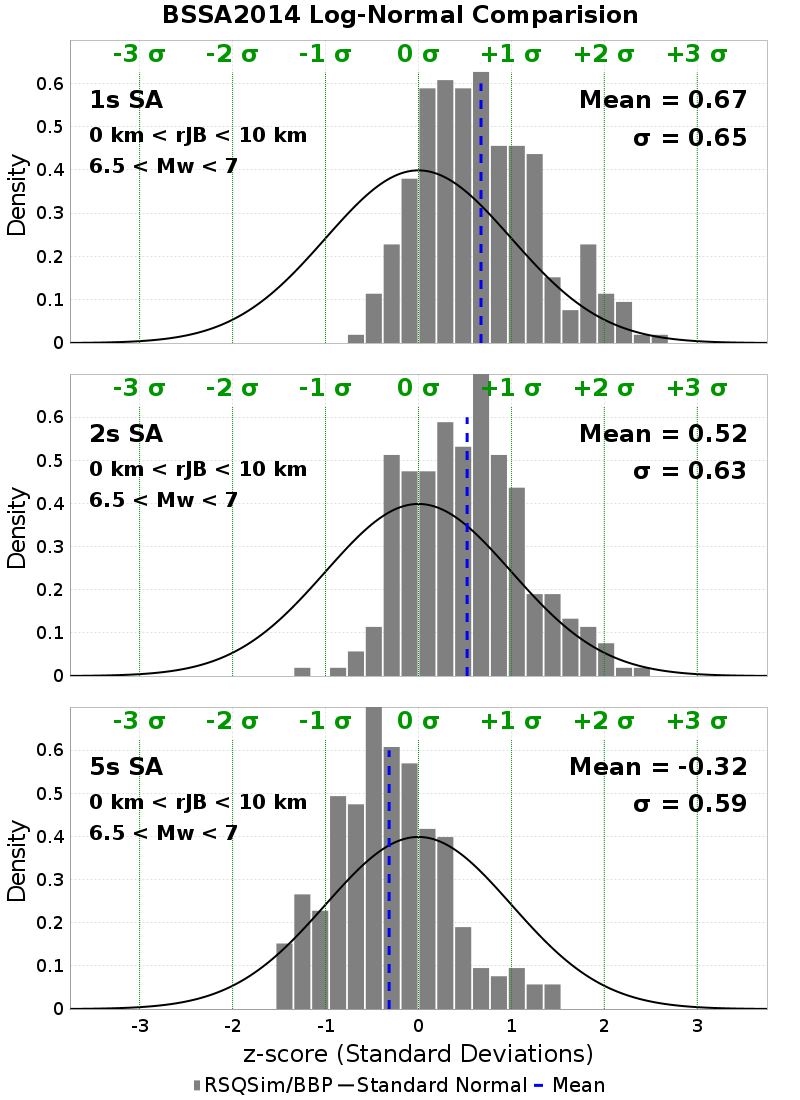 BSSA2014 Log-Normal Comparision
-3 σ -2 σ -1 σ 0 σ +1 σ +2 σ +3 σ
1s SA
0 km < rJB < 10 km
6.5 < Mw < 7
Mean = 0.67
σ = 0.65
0.6
0.5
0.4
0.3
0.2
0.1
0
Density
-3 σ -2 σ -1 σ 0 σ +1 σ +2 σ +3 σ
2s SA
0 km < rJB < 10 km
6.5 < Mw < 7
Mean = 0.52
σ = 0.63
0.6
0.5
0.4
0.3
0.2
0.1
0
Density
-3 σ -2 σ -1 σ 0 σ +1 σ +2 σ +3 σ
5s SA
0 km < rJB < 10 km
6.5 < Mw < 7
Mean = -0.32
σ = 0.59
0.6
0.5
0.4
0.3
0.2
0.1
0
Density
-3 -2 -1 0 1 2 3
z-score (Standard Deviations)
RSQSim/BBP Standard Normal Mean